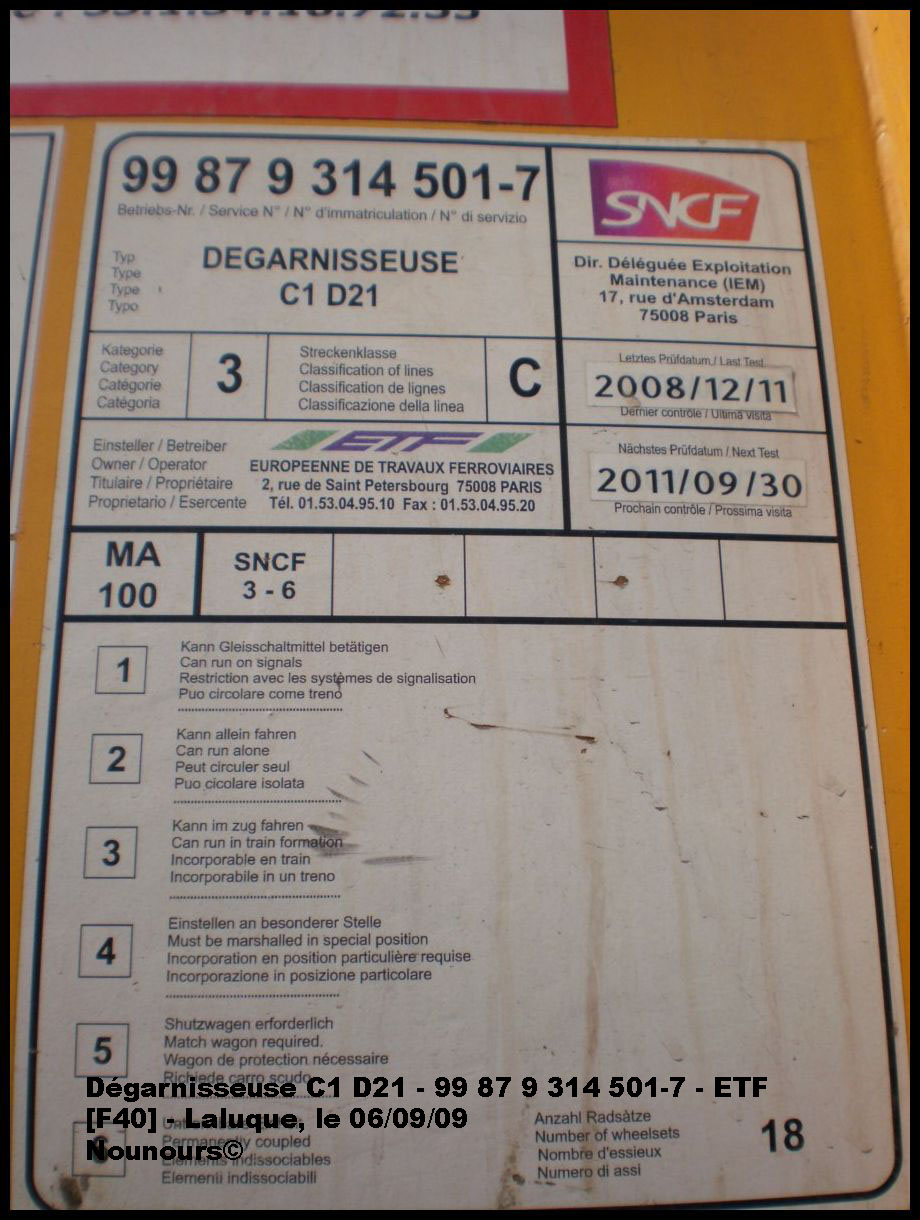 99 87 9 314 501-7
Betriebs-Nr. / Service N° / N° d'immatriculation / N° di servizio
Typ
Type
Type
Typo
DEGARNISSEUSE
C1 D21
SNCF
Dir. Déléguée Exploitation
Maintenance (IEM)
17, rue d'Amsterdam
75008 Paris
Kategorie
Category
Catégorie
Catégoria
3
Streckenklasse
Classification of lines
Classification de lignes
Classificazione della linea
C
Letztes Prüfdatum / Last Test
2008/12/11
Dernier contrôle / Ultima visita
Einsteller / Betreiber
Owner / Operator
Titulaire / Propriétaire
Proprietario / Esercente
ETF
EUROPEENNE DE TRAVAUX FERROVIAIRES
2, rue de Saint Petersbourg 75008 PARIS
Tél. 01.53.04.95.10 Fax : 01.53.04.95.20
Nächstes Prüfdatum / Next Test
2011/09/30
Prochain contrôle / Prossima visita
MA
100
SNCF
3 - 6
1
Kann Gleisschaltmittel betätigen
Can run on signals
Restriction avec les systèmes de signalisation
Puo circolare come treno
2
Kann allein fahren
Can run alone
Peut circuler seul
Puo cicolare isolata
3
Kann im zug fahren
Can run in train formation
Incorporable en train
Incorporabile in un treno
4
Einstellen an besonderer Stelle
Must be marshalled in special position
Incorporation en position particulière requise
Incorporazione in posizione particolare
5
Shutzwagen erforderlich
Match wagon required.
Wagon de protection nécessaire
Richiede carro scudo
6
Permanently coupled
Elements indissociables
Elementi indissociabili
Anzahl Radsàtze
Number of wheelsets
Nombre d'essieux
Numero di assi
18
Dégarnisseuse C1 D21 - 99 87 9 314 501-7 - ETF
[F40] - Laluque, le 06/09/09
Nounours©